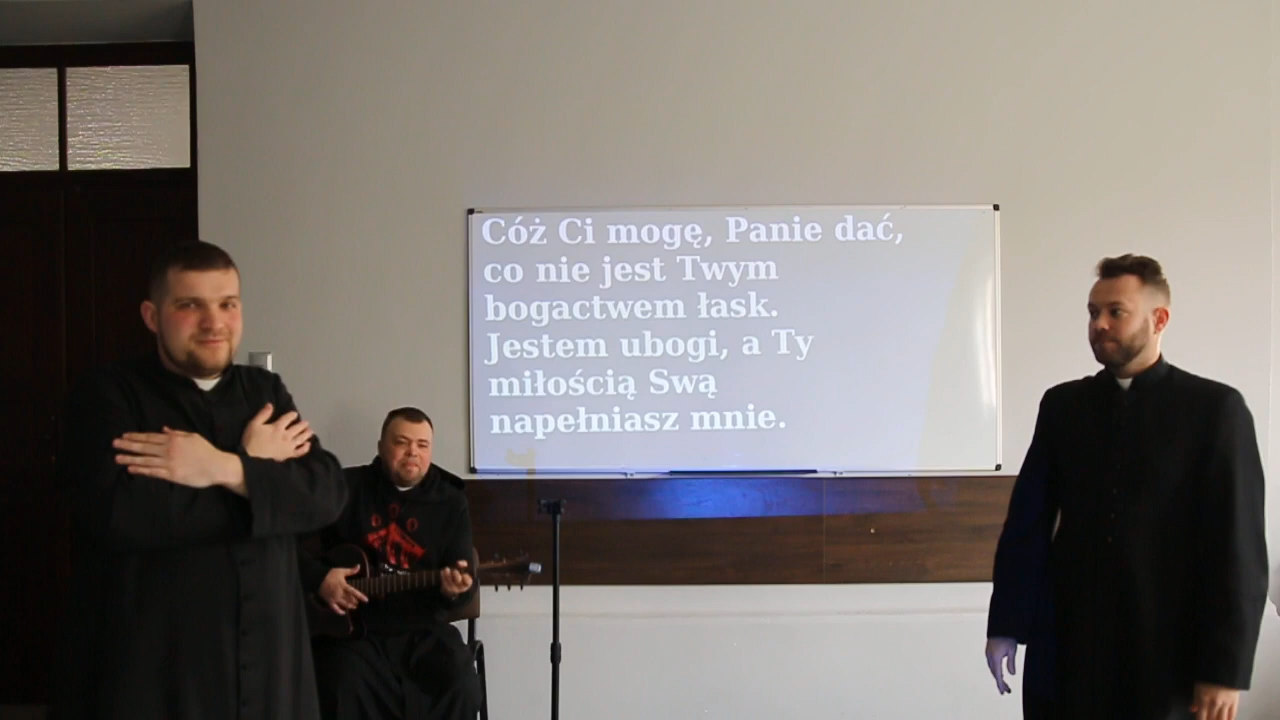 Cóż Ci mogę, Panie dać,
co nie jest Twym
bogactwem łask.
Jestem ubogi, a Ty
miłością Swą
napełniasz mnie.